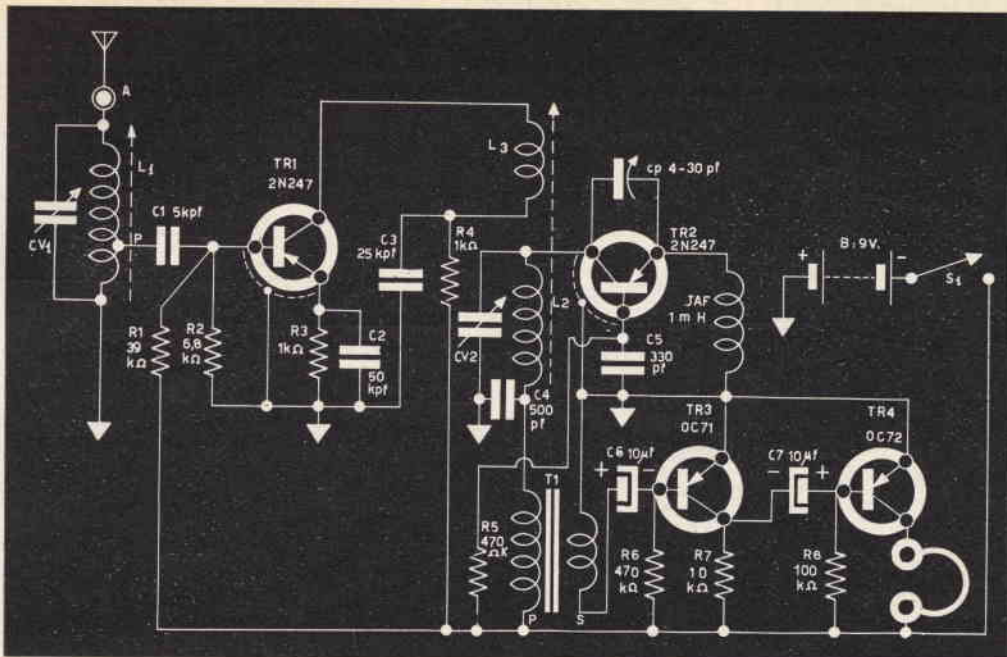 A
L1
CV1
P
C1 5kpf
TR1
2N247
R1
39
kΩ
R2
6,8
kΩ
R3
1kΩ
C2
50
kpf
C3
25 kpf
R4
1kΩ
L3
L2
CV2
C4
500
pf
cp 4-30 pf
TR2
2N247
C5
330
pf
JAF
1 m H
B: 9V.
+
-
S1
TR3
OC71
TR4
OC72
C6 10µf
+
-
C7 10µf
-
+
T1
P
S
R5
470
ΩK
R6
470
kΩ
R7
10
kΩ
R8
100
kΩ